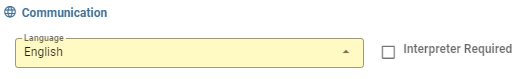 Communication
Language
English
Interpreter Required